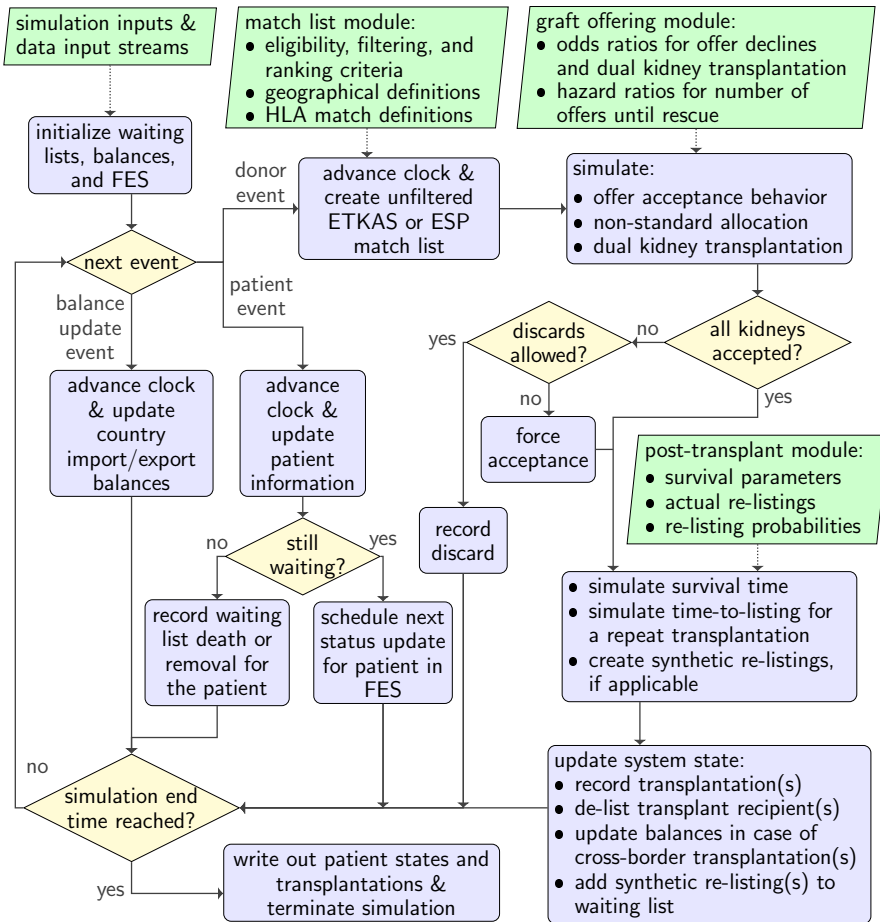 simulation inputs &
data input streams
match list module:
● eligibility, filtering, and
ranking criteria
● geographical definitions
● HLA match definitions
graft offering module:
● odds ratios for offer declines
and dual kidney transplantation
● hazard ratios for number of
offers until rescue
initialize waiting
lists, balances,
and FES
donor
event
advance clock &
create unfiltered
ETKAS or ESP
match list
simulate:
● offer acceptance behavior
● non-standard allocation
● dual kidney transplantation
next event
balance
update
event
patient
event
yes
discards
allowed?
no
all kidneys
accepted?
no
yes
advance clock
& update
country
import/export
balances
advance
clock &
update
patient
information
force
acceptance
post-transplant module:
● survival parameters
● actual re-listings
● re-listing probabilities
no
still
waiting?
yes
record
discard
record waiting
list death or
removal for
the patient
schedule next
status update
for patient in
FES
● simulate survival time
● simulate time-to-listing for
a repeat transplantation
● create synthetic re-listings,
if applicable
no
simulation end
time reached?
yes
update system state:
● record transplantation(s)
● de-list transplant recipient(s)
● update balances in case of
cross-border transplantation(s)
● add synthetic re-listing(s) to
waiting list
write out patient states and
transplantations &
terminate simulation